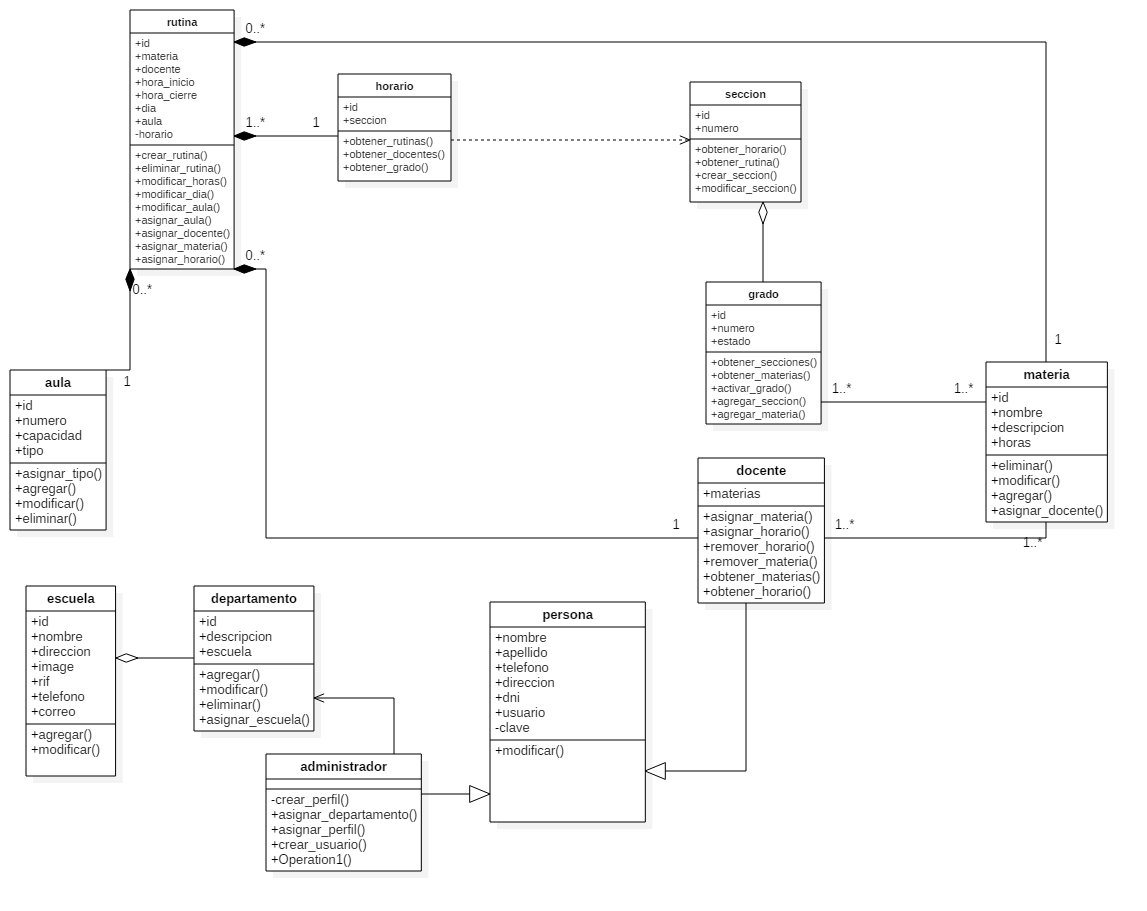 rutina
+id
+materia
+docente
+hora_inicio
+hora_cierre
+dia
+aula
-horario
+crear_rutina()
+eliminar_rutina()
+modificar_horas()
+modificar_dia()
+modificar_aula()
+asignar_aula()
+asignar_docente()
+asignar_materia()
+asignar_horario()
0..*
1..*
1
0..*
0..*
horario
+id
+seccion
+obtener_rutinas()
+obtener_docentes()
+obtener_grado()
seccion
+id
+numero
+obtener_horario()
+obtener_rutina()
+crear_seccion()
+modificar_seccion()
grado
+id
+numero
+estado
+obtener_secciones()
+obtener_materias()
+activar_grado()
+agregar_seccion()
+agregar_materia()
1..*
1..*
1
materia
+id
+nombre
+descripcion
+horas
+eliminar()
+modificar()
+agregar()
+asignar_docente()
1..*
1
aula
+id
+numero
+capacidad
+tipo
+asignar_tipo()
+agregar()
+modificar()
+eliminar()
docente
+materias
+asignar_materia()
+asignar_horario()
+remover_horario()
+remover_materia()
+obtener_materias()
+obtener_horario()
1
1..*
escuela
+id
+nombre
+direccion
+image
+rif
+telefono
+correo
+agregar()
+modificar()
departamento
+id
+descripcion
+escuela
+agregar()
+modificar()
+eliminar()
+asignar_escuela()
persona
+nombre
+apellido
+telefono
+direccion
+dni
+usuario
-clave
+modificar()
administrador
-crear_perfil()
+asignar_departamento()
+asignar_perfil()
+crear_usuario()
+Operation1()